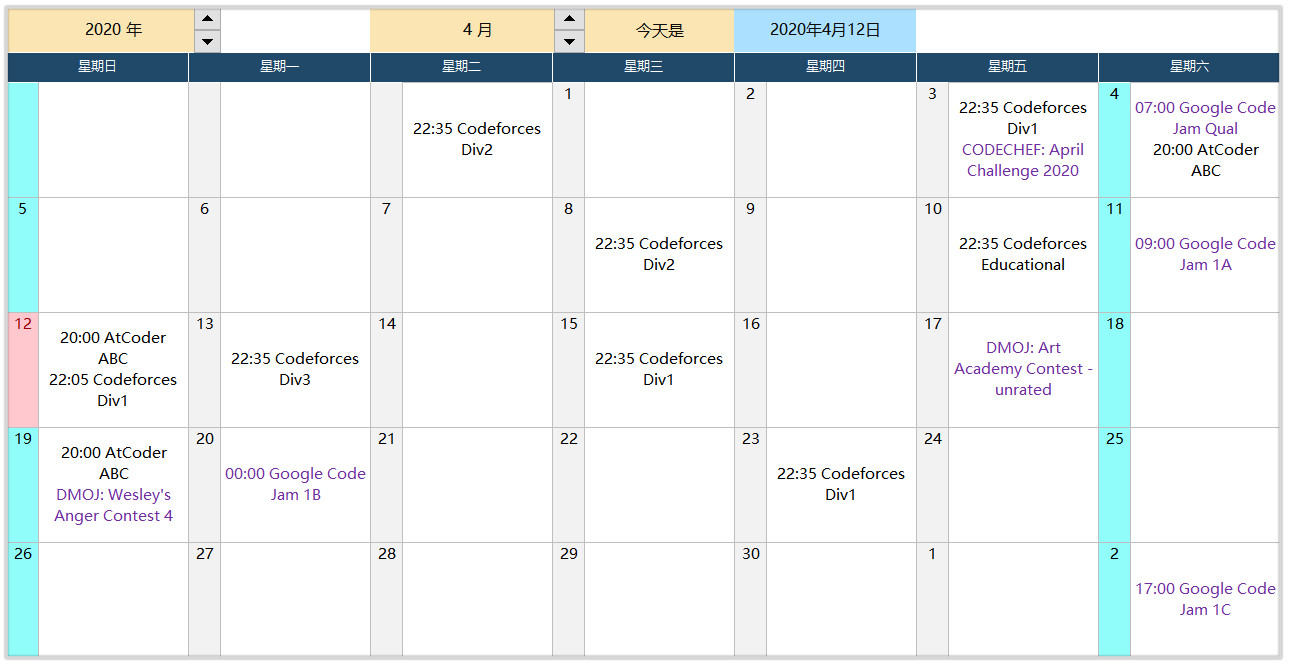 2020 年 4 月 今天是 2020年4月12日
星期日 星期一 星期二 星期三 星期四 星期五 星期六
22:35 Codeforces
Div2
1
2
3
22:35 Codeforces
Div1
CODECHEF: April
Challenge 2020
4
07:00 Google Code
Jam Qual
20:00 AtCoder
ABC
5
6
7
8
22:35 Codeforces
Div2
9
10
22:35 Codeforces
Educational
11
09:00 Google Code
Jam 1A
12
20:00 AtCoder
ABC
22:05 Codeforces
Div1
13
22:35 Codeforces
Div3
14
15
22:35 Codeforces
Div1
16
17
DMOJ: Art
Academy Contest -
unrated
18
19
20:00 AtCoder
ABC
DMOJ: Wesley's
Anger Contest 4
20
00:00 Google Code
Jam 1B
21
22
23
22:35 Codeforces
Div1
24
25
26
27
28
29
30
1
2
17:00 Google Code
Jam 1C